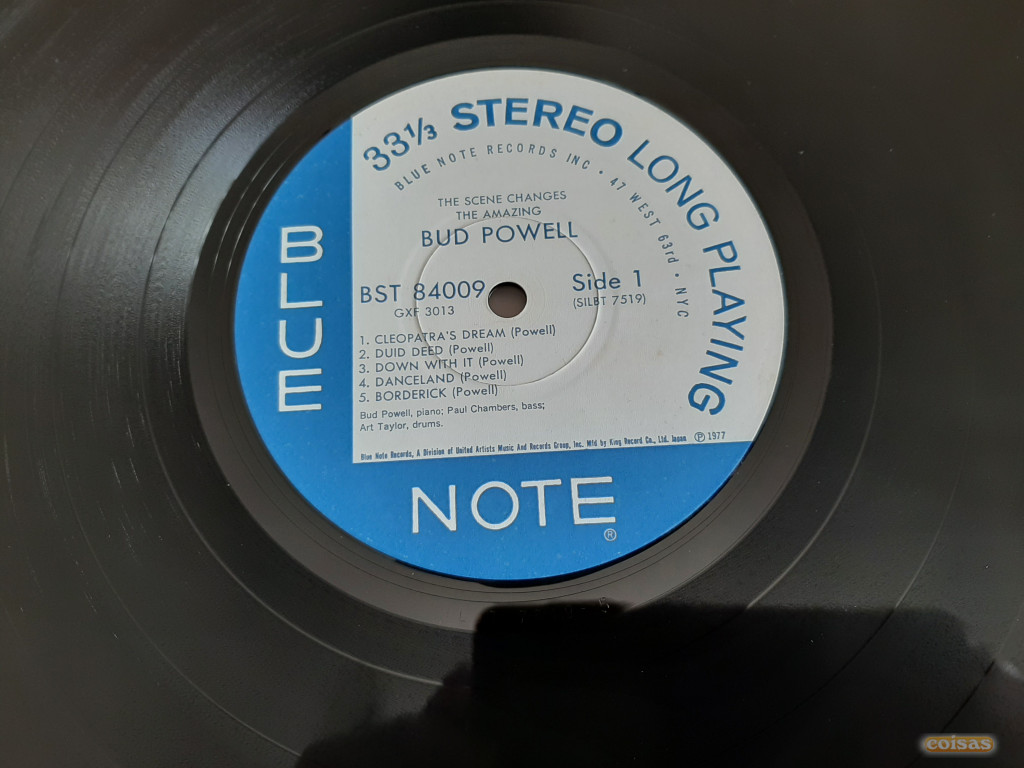 33⅓ STEREO LONG PLAYING
BLUE NOTE RECORDS INC • 47 WEST 63rd • NYC
THE SCENE CHANGES
THE AMAZING
BUD POWELL
BST 84009
GXF 3013
Side 1
(SILBT 7519)
1. CLEOPATRA'S DREAM (Powell)
2. DUID DEED (Powell)
3. DOWN WITH IT (Powell)
4. DANCELAND (Powell)
5. BORDERICK (Powell)
Bud Powell, piano; Paul Chambers, bass;
Art Taylor, drums.
Blue Note Records, A Division of United Artists Music And Records Group, Inc. Mfd by King Record Co., Ltd. Japan ℗ 1977
BLUE
NOTE
®
coisas